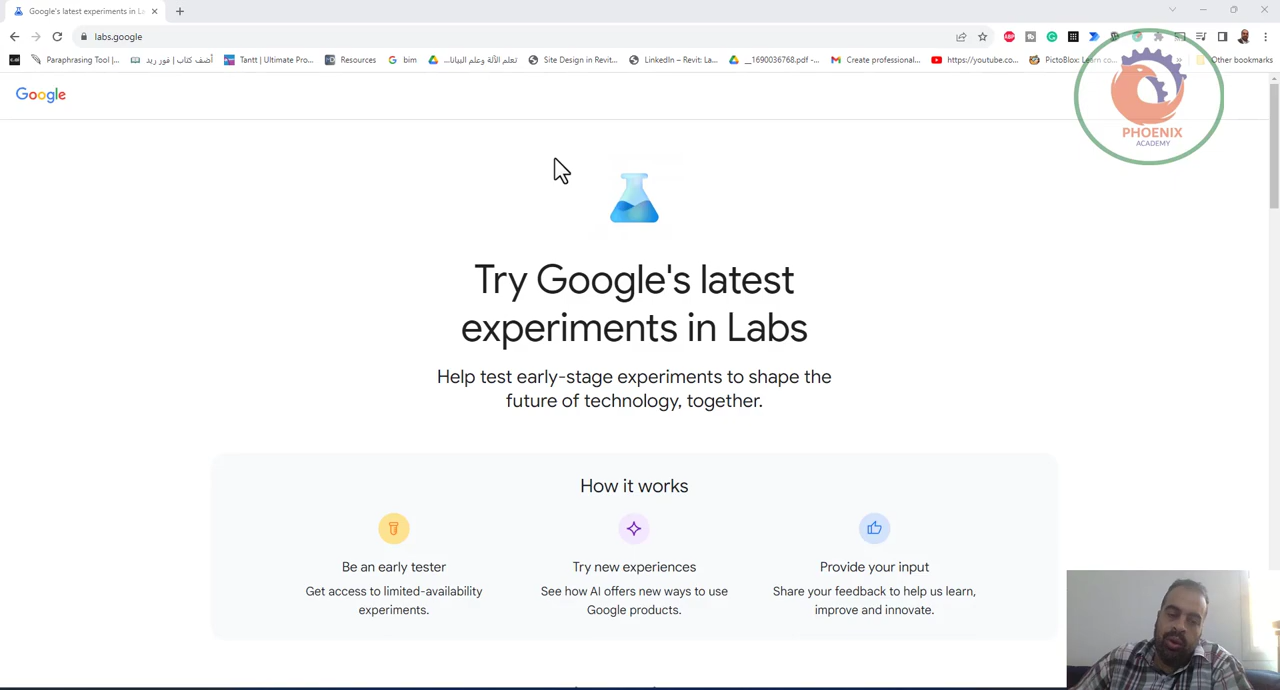 Google's latest experiments in La
labs.google
Paraphrasing Tool |...
أضف كتاب | فور ريد
Tantt | Ultimate Pro...
Resources
bim
تعلم الآلة وعلم البيانا...
Site Design in Revit...
LinkedIn – Revit: La...
__1690036768.pdf -...
Create professional...
https://youtube.co...
PictoBlox: Learn co...
»
Other bookmarks
Google
PHOENIX
ACADEMY
Try Google's latest
experiments in Labs
Help test early-stage experiments to shape the
future of technology, together.
How it works
Be an early tester
Try new experiences
Provide your input
Get access to limited-availability
experiments.
See how AI offers new ways to use
Google products.
Share your feedback to help us learn,
improve and innovate.